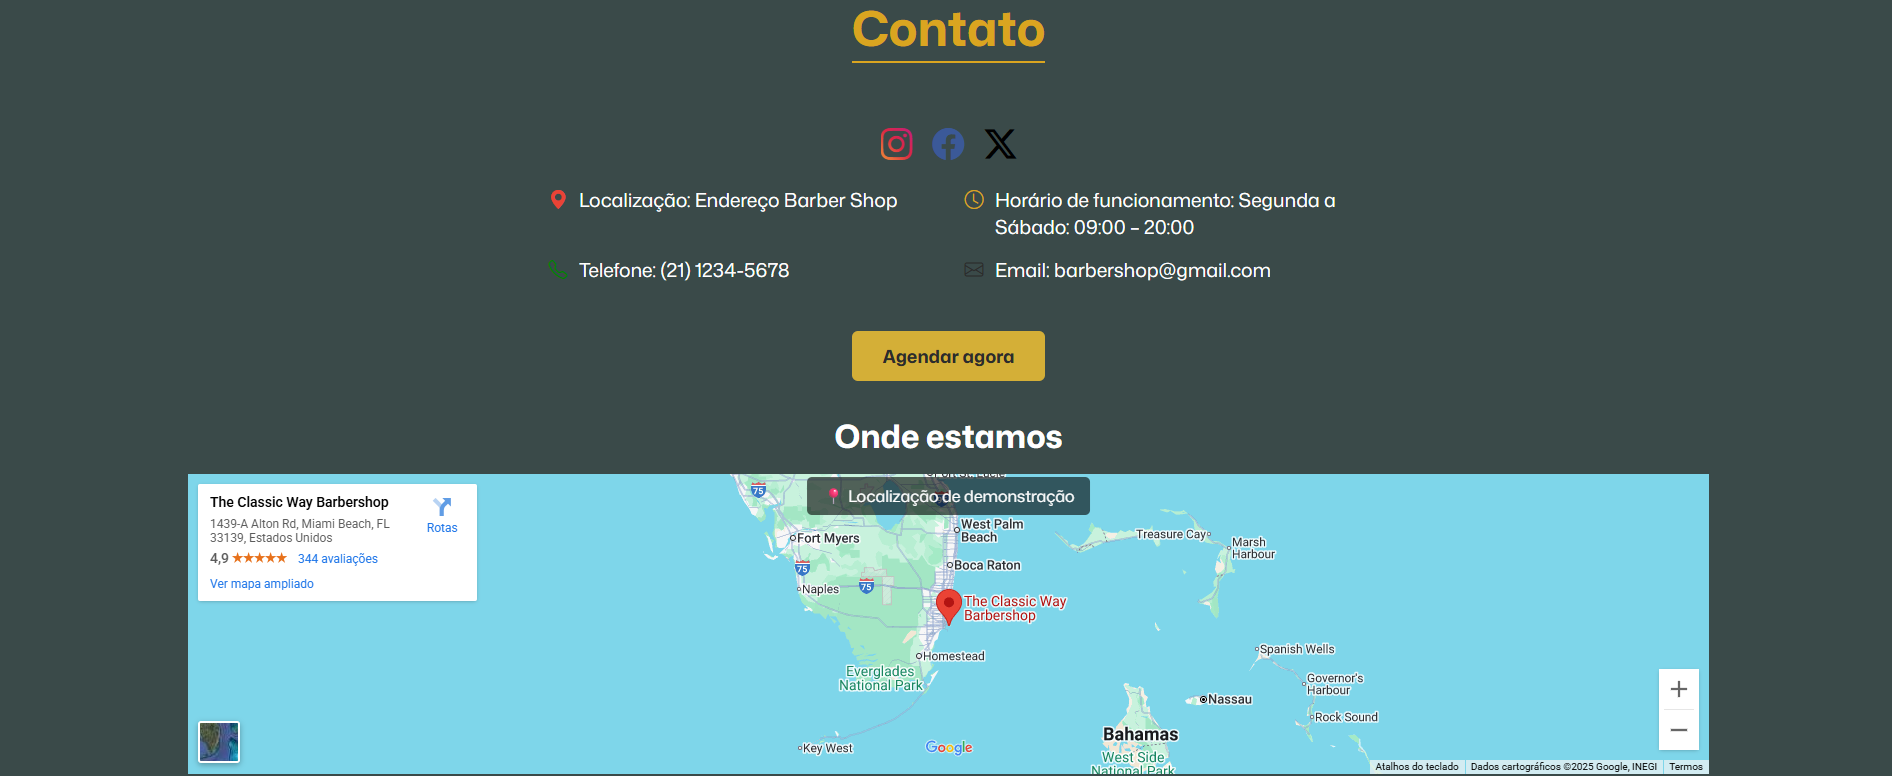 Contato
Localização: Endereço Barber Shop
Horário de funcionamento: Segunda a
Sábado: 09:00 – 20:00
Telefone: (21) 1234-5678
Email: barbershop@gmail.com
Agendar agora
Onde estamos
The Classic Way Barbershop
1439-A Alton Rd, Miami Beach, FL
33139, Estados Unidos
Rotas
4,9 ★★★★★ 344 avaliações
Ver mapa ampliado
Localização de demonstração
75
West Palm
Beach
Fort Myers
Treasure Cay
Marsh
Harbour
Boca Raton
75
75
Naples
The Classic Way
Barbershop
Homestead
Spanish Wells
Everglades
National Park
Governor's
Harbour
Nassau
Rock Sound
Bahamas
Key West
Google
West Side
National Park
Atalhos do teclado
Dados cartográficos ©2025 Google, INEGI
Termos